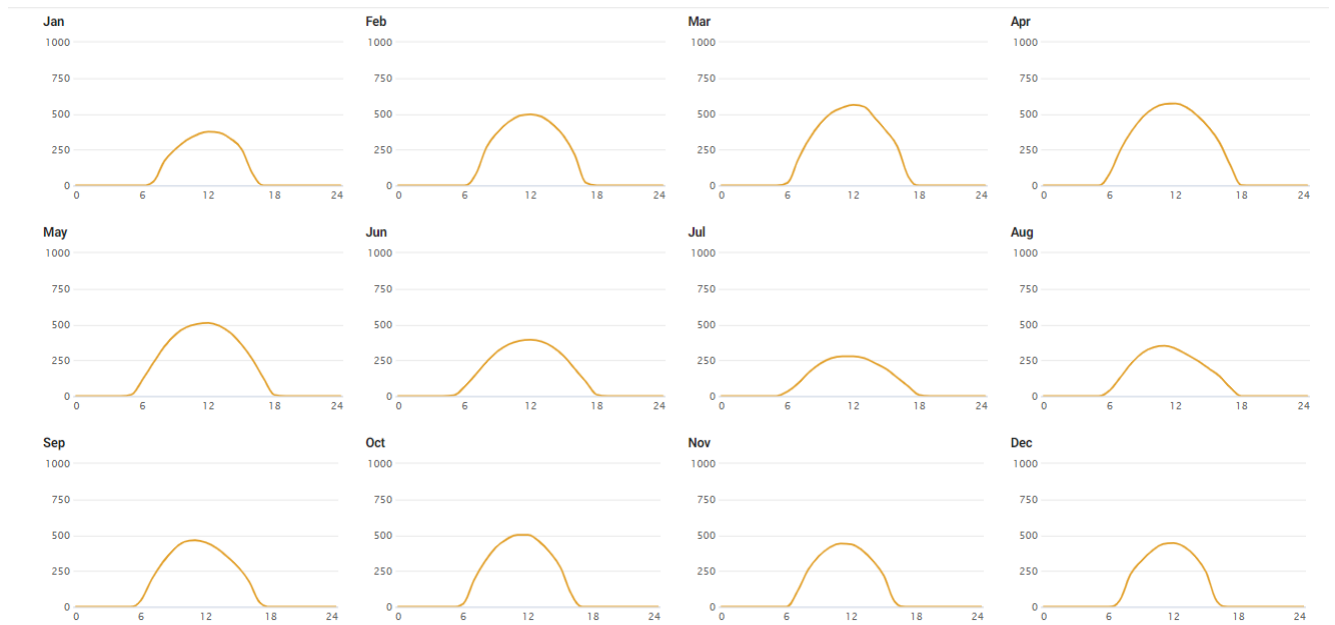 Jan Feb Mar Apr
1000 1000 1000 1000
750 750 750 750
500 500 500 500
250 250 250 250
0 0 0 0
0 6 12 18 24 0 6 12 18 24 0 6 12 18 24 0 6 12 18 24
May Jun Jul Aug
1000 1000 1000 1000
750 750 750 750
500 500 500 500
250 250 250 250
0 0 0 0
0 6 12 18 24 0 6 12 18 24 0 6 12 18 24 0 6 12 18 24
Sep Oct Nov Dec
1000 1000 1000 1000
750 750 750 750
500 500 500 500
250 250 250 250
0 0 0 0
0 6 12 18 24 0 6 12 18 24 0 6 12 18 24 0 6 12 18 24